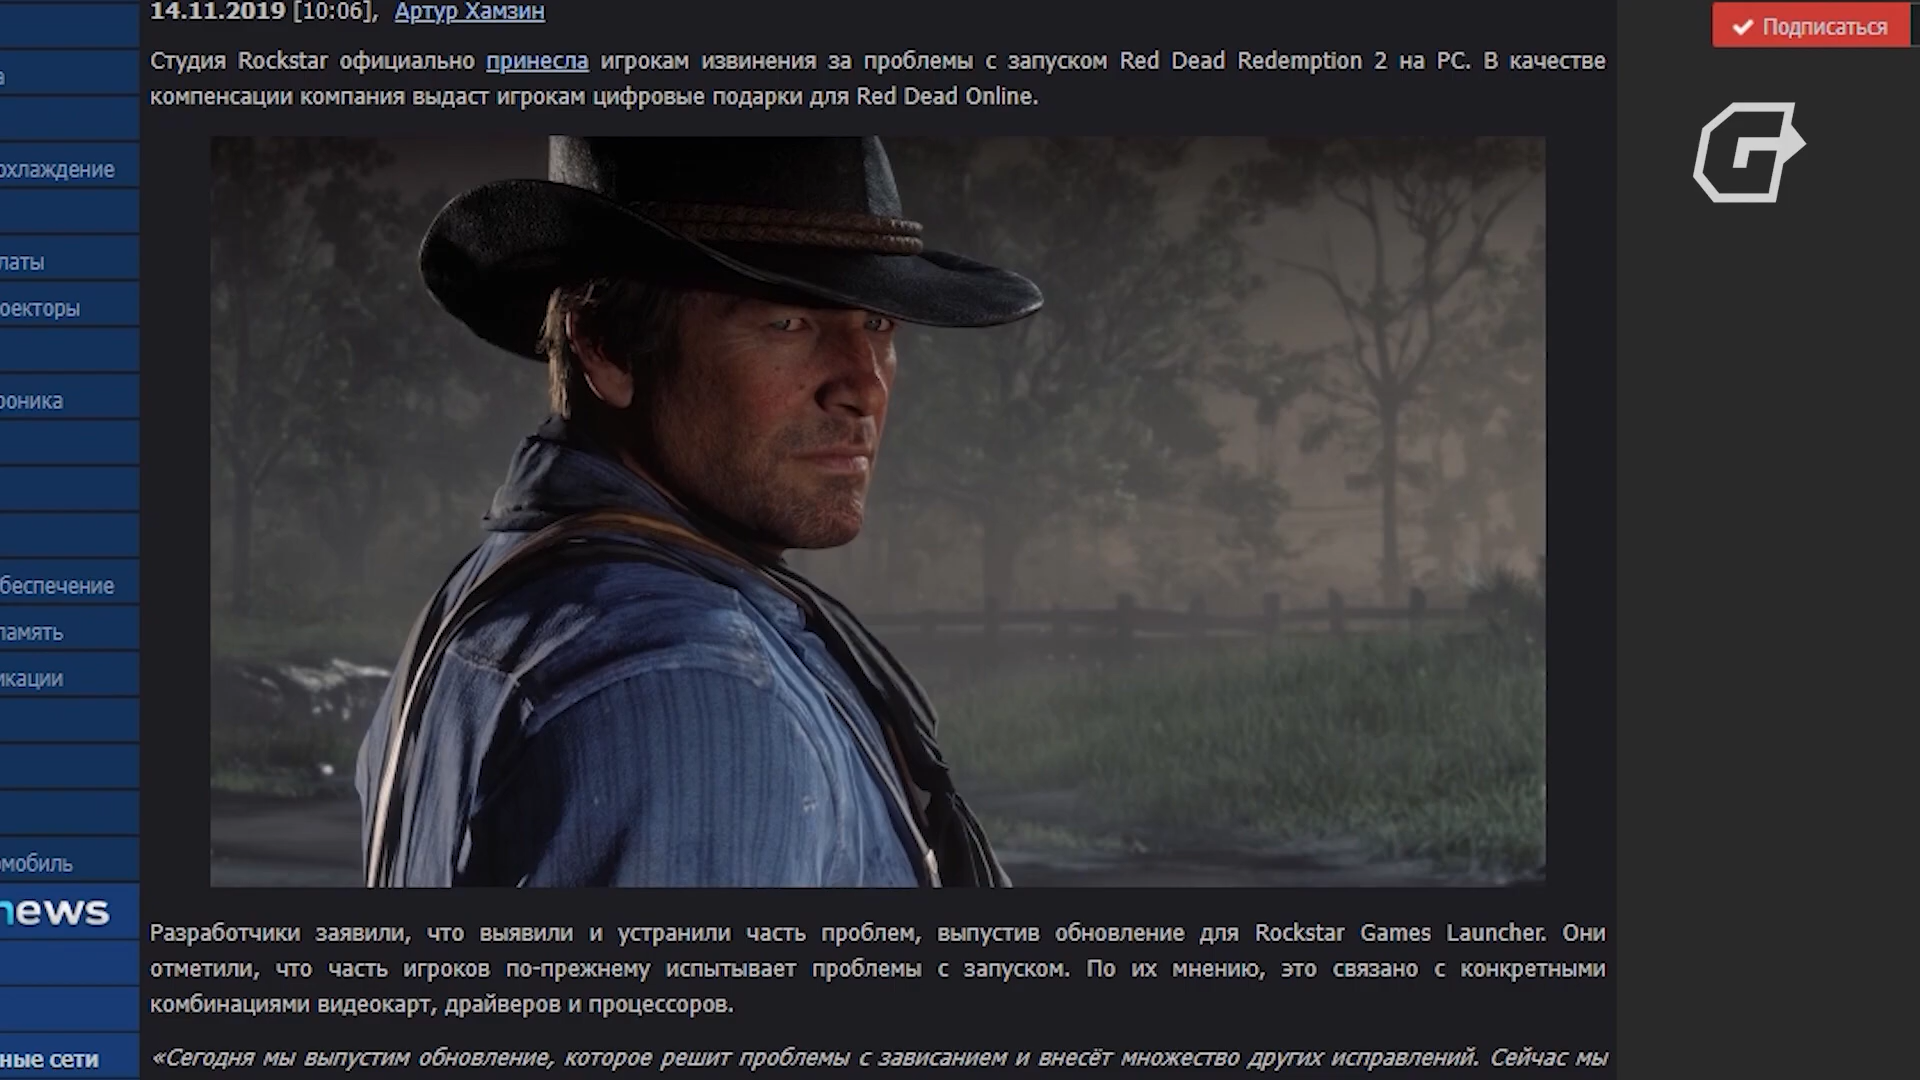 14.11.2019 [10:06], Артур Хамзин
Подписаться
Студия Rockstar официально принесла игрокам извинения за проблемы с запуском Red Dead Redemption 2 на PC. В качестве
компенсации компания выдаст игрокам цифровые подарки для Red Dead Online.
охлаждение
латы
оекторы
роника
беспечение
память
икации
мобиль
news
ные сети
Разработчики заявили, что выявили и устранили часть проблем, выпустив обновление для Rockstar Games Launcher. Они
отметили, что часть игроков по-прежнему испытывает проблемы с запуском. По их мнению, это связано с конкретными
комбинациями видеокарт, драйверов и процессоров.
«Сегодня мы выпустим обновление, которое решит проблемы с зависанием и внесёт множество других исправлений. Сейчас мы